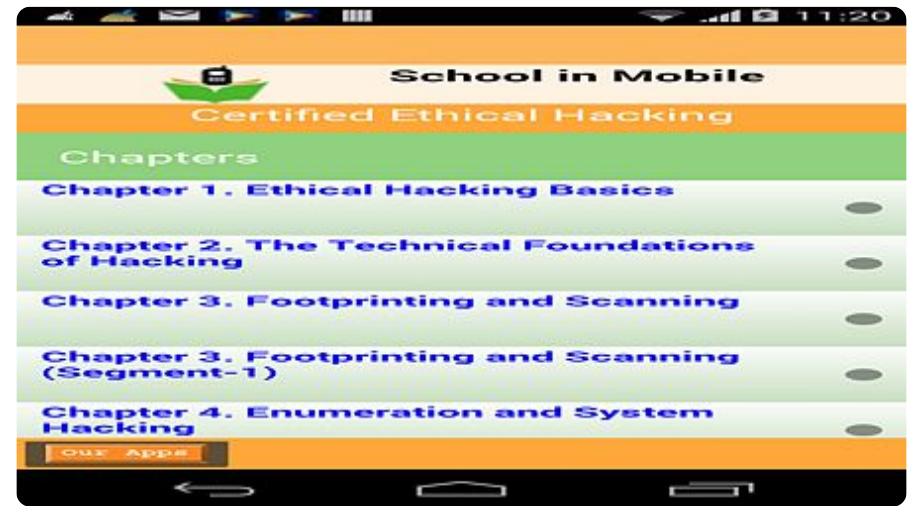 11:20
School in Mobile
Certified Ethical Hacking
Chapters
Chapter 1. Ethical Hacking Basics
Chapter 2. The Technical Foundations
of Hacking
Chapter 3. Footprinting and Scanning
Chapter 3. Footprinting and Scanning
(Segment-1)
Chapter 4. Enumeration and System
Hacking
Our Apps